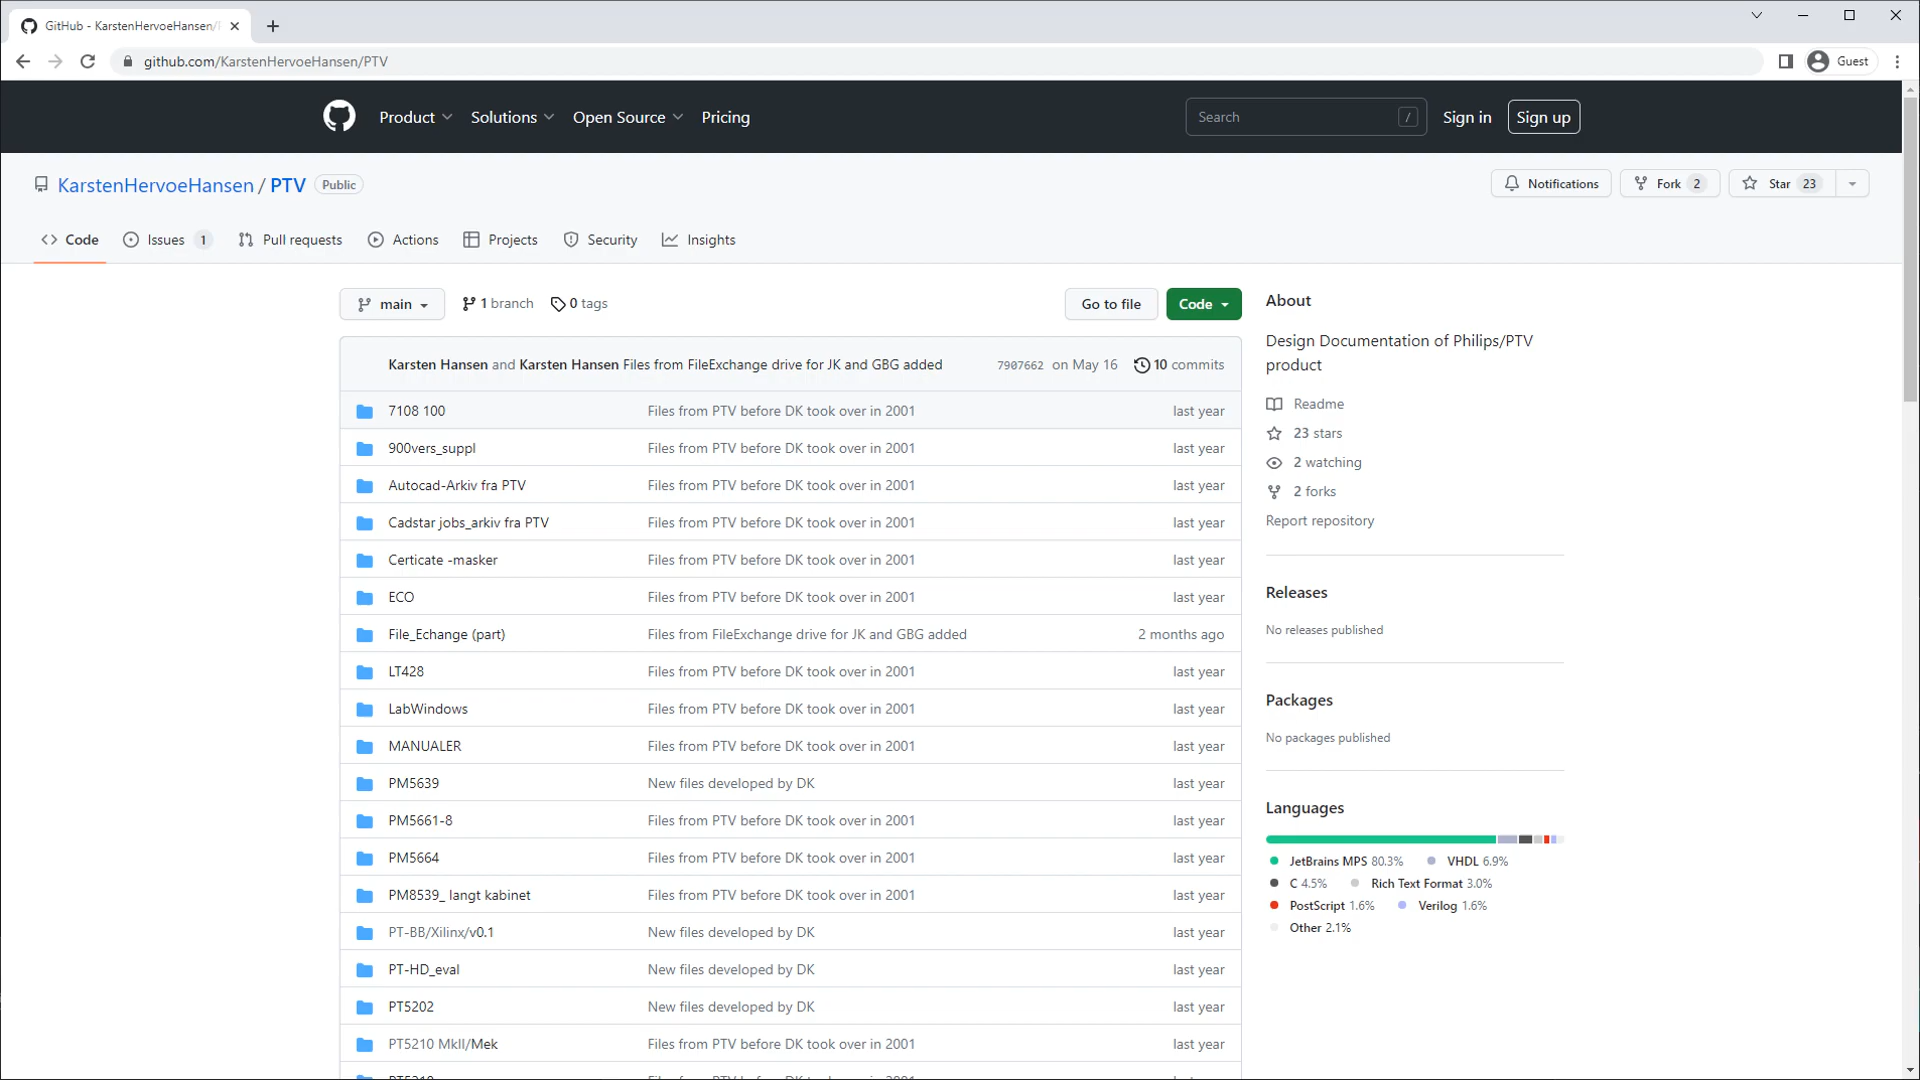 GitHub - KarstenHervoeHansen/
github.com/KarstenHervoeHansen/PTV
Guest
Product
Solutions
Open Source
Pricing
Search /
Sign in
Sign up
KarstenHervoeHansen / PTV Public
Notifications
Fork 2
Star 23
Code
Issues 1
Pull requests
Actions
Projects
Security
Insights
main
1 branch
0 tags
Go to file
Code
Karsten Hansen and Karsten Hansen Files from FileExchange drive for JK and GBG added 7907662 on May 16 10 commits
7108 100 Files from PTV before DK took over in 2001 last year
900vers_suppl Files from PTV before DK took over in 2001 last year
Autocad-Arkiv fra PTV Files from PTV before DK took over in 2001 last year
Cadstar jobs_arkiv fra PTV Files from PTV before DK took over in 2001 last year
Certicate -masker Files from PTV before DK took over in 2001 last year
ECO Files from PTV before DK took over in 2001 last year
File_Echange (part) Files from FileExchange drive for JK and GBG added 2 months ago
LT428 Files from PTV before DK took over in 2001 last year
LabWindows Files from PTV before DK took over in 2001 last year
MANUALER Files from PTV before DK took over in 2001 last year
PM5639 New files developed by DK last year
PM5661-8 Files from PTV before DK took over in 2001 last year
PM5664 Files from PTV before DK took over in 2001 last year
PM8539_ langt kabinet Files from PTV before DK took over in 2001 last year
PT-BB/Xilinx/v0.1 New files developed by DK last year
PT-HD_eval New files developed by DK last year
PT5202 New files developed by DK last year
PT5210 MkII/Mek Files from PTV before DK took over in 2001 last year
About
Design Documentation of Philips/PTV
product
Readme
23 stars
2 watching
2 forks
Report repository
Releases
No releases published
Packages
No packages published
Languages
JetBrains MPS 80.3% VHDL 6.9%
C 4.5% Rich Text Format 3.0%
PostScript 1.6% Verilog 1.6%
Other 2.1%